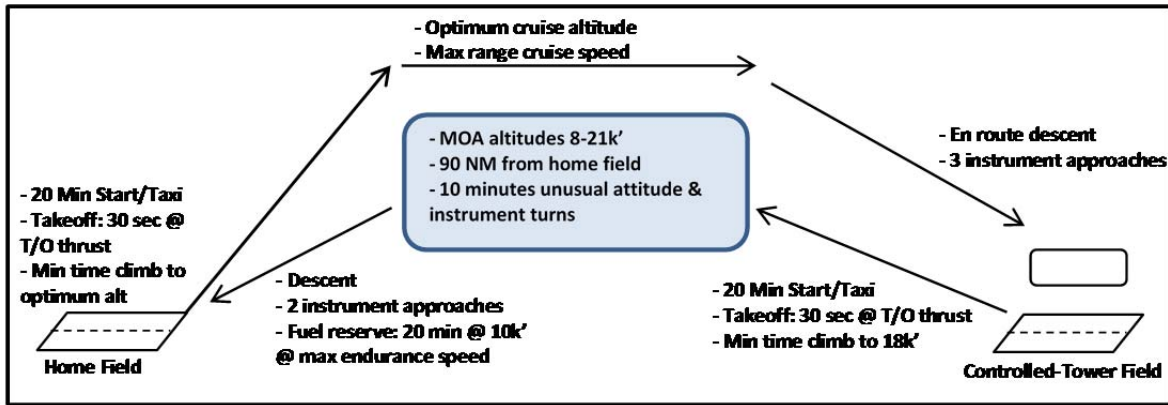 - Optimum cruise altitude
- Max range cruise speed
- MOA altitudes 8-21k'
- 90 NM from home field
- 10 minutes unusual attitude &
instrument turns
- En route descent
- 3 instrument approaches
- 20 Min Start/Taxi
- Takeoff: 30 sec @
T/O thrust
- Min time climb to
optimum alt
- Descent
- 2 instrument approaches
- Fuel reserve: 20 min @ 10k'
@ max endurance speed
- 20 Min Start/Taxi
- Takeoff: 30 sec @ T/O thrust
- Min time climb to 18k'
Home Field
Controlled-Tower Field